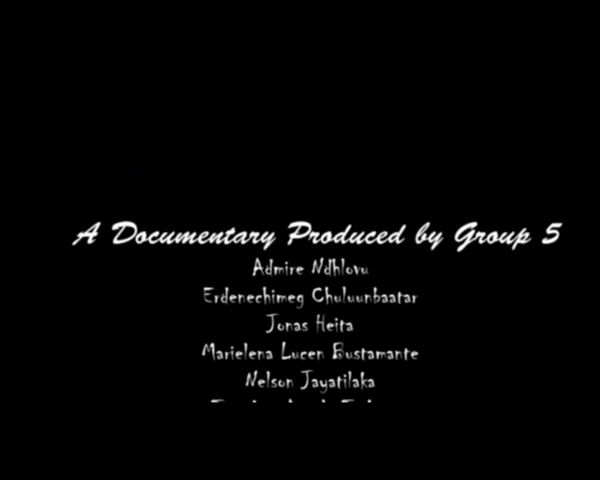 A Documentary Produced by Group 5
Admire Ndhlovu
Erdenechimeg Chuluunbaatar
Jonas Heita
Marielena Lucen Bustamante
Nelson Jayatilaka